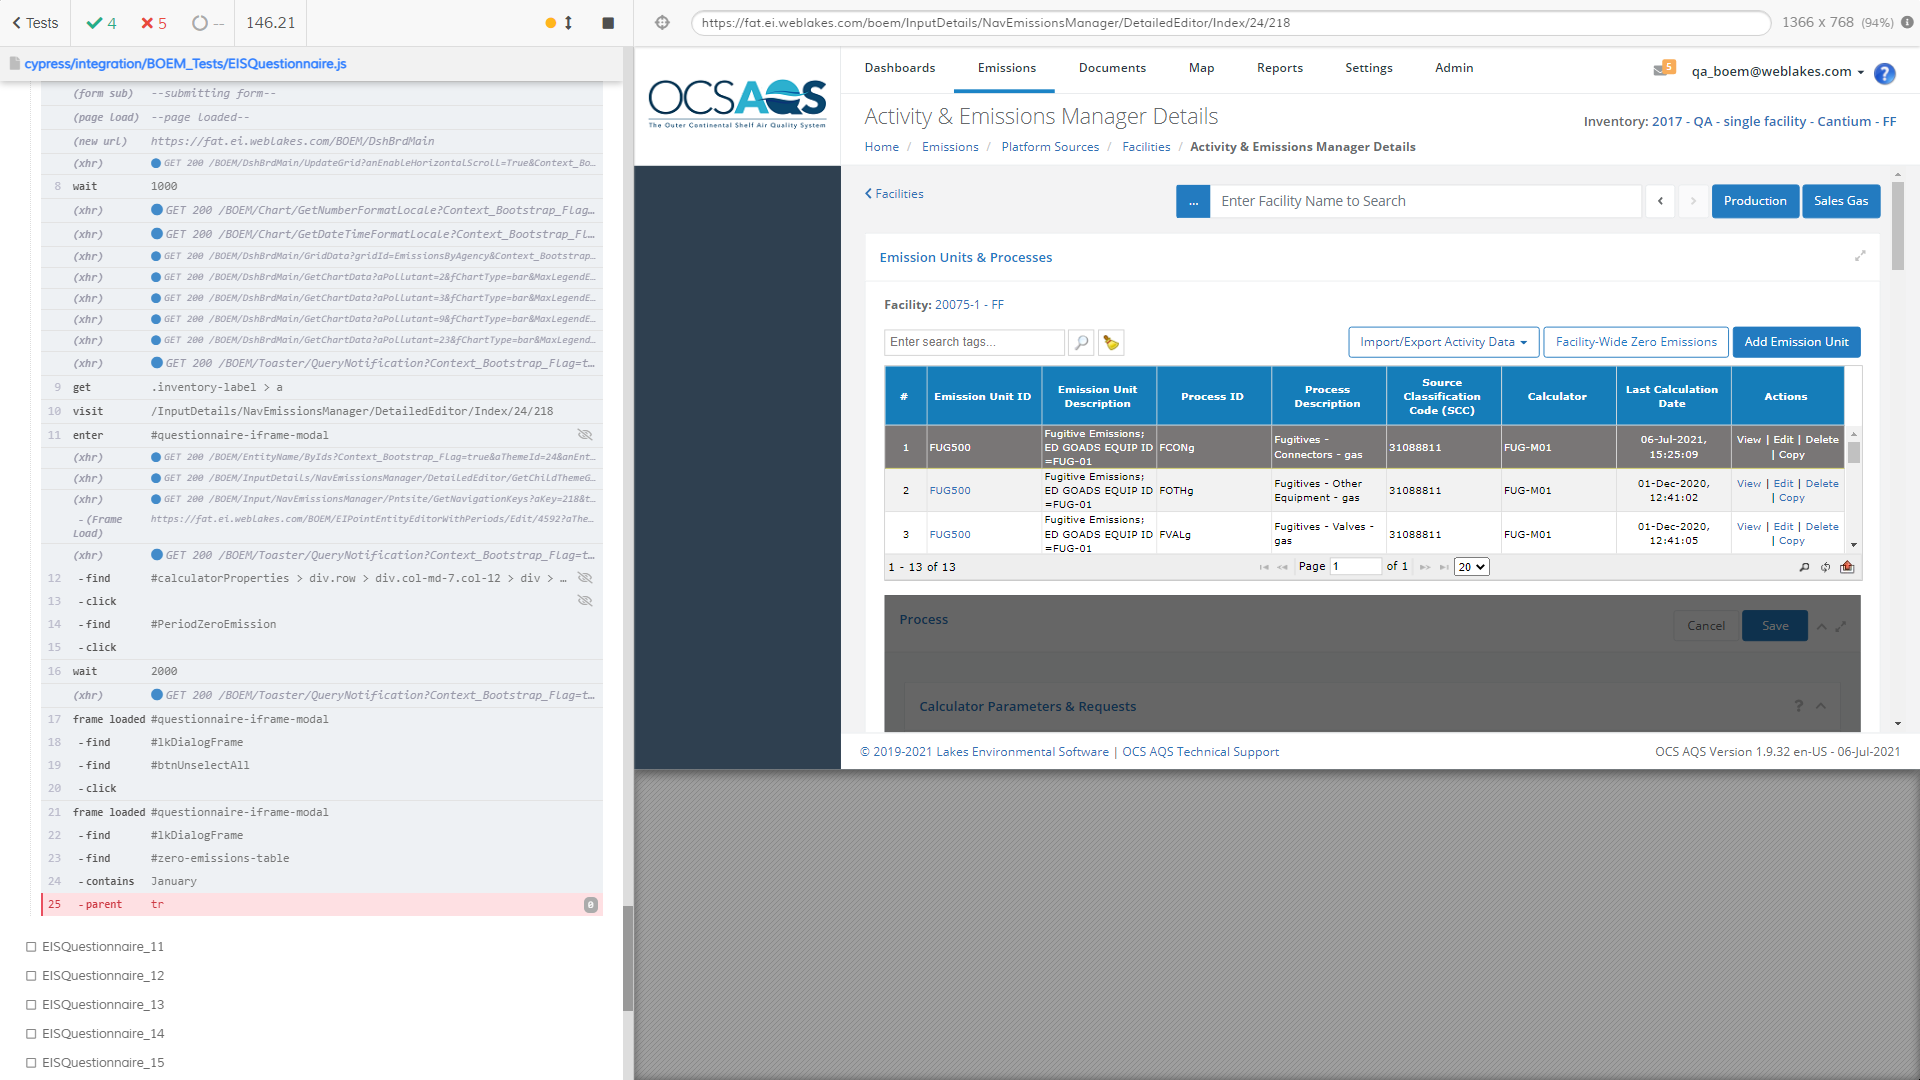 Tests
4
5
--
146.21
cypress/integration/BOEM_Tests/EISQuestionnaire.js
(form sub) --submitting form--
(page load) --page loaded--
(new url) https://fat.ei.weblakes.com/BOEM/DshBrdMain
(xhr) GET 200 /BOEM/DshBrdMain/UpdateGrid?anEnableHorizontalScroll=True&Context_Bo…
8 wait 1000
(xhr) GET 200 /BOEM/Chart/GetNumberFormatLocale?Context_Bootstrap_Flag…
(xhr) GET 200 /BOEM/Chart/GetDateTimeFormatLocale?Context_Bootstrap_Fl…
(xhr) GET 200 /BOEM/DshBrdMain/GridData?gridId=EmissionsByAgency&Context_Bootstrap…
(xhr) GET 200 /BOEM/DshBrdMain/GetChartData?aPollutant=2&fChartType=bar&MaxLegendE…
(xhr) GET 200 /BOEM/DshBrdMain/GetChartData?aPollutant=3&fChartType=bar&MaxLegendE…
(xhr) GET 200 /BOEM/DshBrdMain/GetChartData?aPollutant=9&fChartType=bar&MaxLegendE…
(xhr) GET 200 /BOEM/DshBrdMain/GetChartData?aPollutant=23&fChartType=bar&MaxLegend…
(xhr) GET 200 /BOEM/Toaster/QueryNotification?Context_Bootstrap_Flag=t…
9 get .inventory-label > a
10 visit /InputDetails/NavEmissionsManager/DetailedEditor/Index/24/218
11 enter #questionnaire-iframe-modal
(xhr) GET 200 /BOEM/EntityName/ByIds?Context_Bootstrap_Flag=true&aThemeId=24&anEnt…
(xhr) GET 200 /BOEM/InputDetails/NavEmissionsManager/DetailedEditor/GetChildThemeG…
(xhr) GET 200 /BOEM/Input/NavEmissionsManager/Pntsite/GetNavigationKeys?aKey=218&t…
- (Frame Load) https://fat.ei.weblakes.com/BOEM/EIPointEntityEditorWithPeriods/Edit/4592?aThe…
(xhr) GET 200 /BOEM/Toaster/QueryNotification?Context_Bootstrap_Flag=t…
12 - find #calculatorProperties > div.row > div.col-md-7.col-12 > div > …
13 - click
14 - find #PeriodZeroEmission
15 - click
16 wait 2000
(xhr) GET 200 /BOEM/Toaster/QueryNotification?Context_Bootstrap_Flag=t…
17 frame loaded #questionnaire-iframe-modal
18 - find #lkDialogFrame
19 - find #btnUnselectAll
20 - click
21 frame loaded #questionnaire-iframe-modal
22 - find #lkDialogFrame
23 - find #zero-emissions-table
24 - contains January
25 - parent tr 0
EISQuestionnaire_11
EISQuestionnaire_12
EISQuestionnaire_13
EISQuestionnaire_14
EISQuestionnaire_15
https://fat.ei.weblakes.com/boem/InputDetails/NavEmissionsManager/DetailedEditor/Index/24/218
1366 x 768 (94%)
OCSAQS
The Outer Continental Shelf Air Quality System
Dashboards Emissions Documents Map Reports Settings Admin
5
qa_boem@weblakes.com
?
Activity & Emissions Manager Details
Inventory: 2017 - QA - single facility - Cantium - FF
Home / Emissions / Platform Sources / Facilities / Activity & Emissions Manager Details
Facilities
... Enter Facility Name to Search
Production
Sales Gas
Emission Units & Processes
Facility: 20075-1 - FF
Enter search tags...
Import/Export Activity Data
Facility-Wide Zero Emissions
Add Emission Unit
# | Emission Unit ID | Emission Unit Description | Process ID | Process Description | Source Classification Code (SCC) | Calculator | Last Calculation Date | Actions
1 FUG500 Fugitive Emissions; ED GOADS EQUIP ID =FUG-01 FCONg Fugitives - Connectors - gas 31088811 FUG-M01 06-Jul-2021, 15:25:09 View | Edit | Delete | Copy
2 FUG500 Fugitive Emissions; ED GOADS EQUIP ID =FUG-01 FOTHg Fugitives - Other Equipment - gas 31088811 FUG-M01 01-Dec-2020, 12:41:02 View | Edit | Delete | Copy
3 FUG500 Fugitive Emissions; ED GOADS EQUIP ID =FUG-01 FVALg Fugitives - Valves - gas 31088811 FUG-M01 01-Dec-2020, 12:41:05 View | Edit | Delete | Copy
1 - 13 of 13
Page 1 of 1
20
Process
Cancel
Save
Calculator Parameters & Requests
?
© 2019-2021 Lakes Environmental Software | OCS AQS Technical Support
OCS AQS Version 1.9.32 en-US - 06-Jul-2021